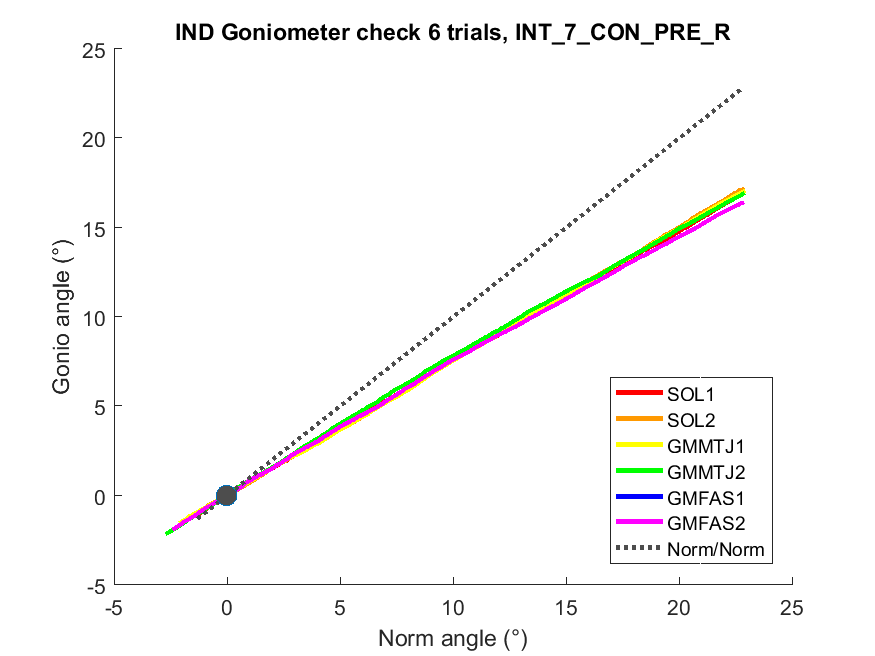 IND Goniometer check 6 trials, INT_7_CON_PRE_R
25
20
15
10
5
0
-5
Gonio angle (°)
SOL1
SOL2
GMMTJ1
GMMTJ2
GMFAS1
GMFAS2
Norm/Norm
-5 0 5 10 15 20 25
Norm angle (°)